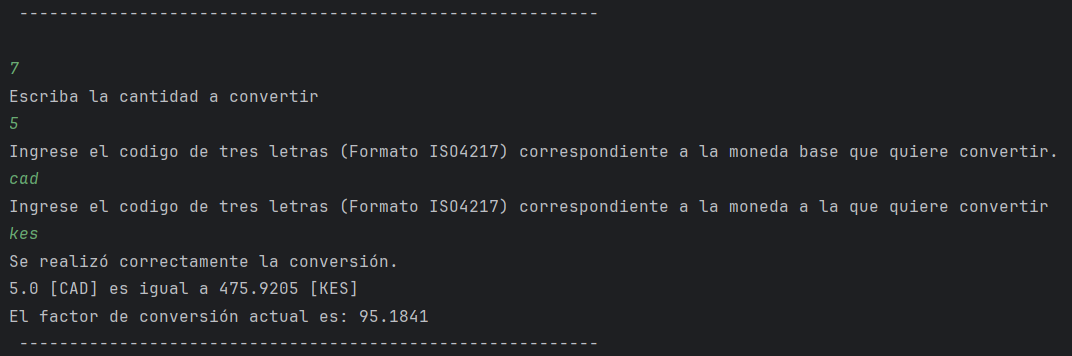 ----------------------------------------------------------
7
Escriba la cantidad a convertir
5
Ingrese el codigo de tres letras (Formato ISO4217) correspondiente a la moneda base que quiere convertir.
cad
Ingrese el codigo de tres letras (Formato ISO4217) correspondiente a la moneda a la que quiere convertir
kes
Se realizó correctamente la conversión.
5.0 [CAD] es igual a 475.9205 [KES]
El factor de conversión actual es: 95.1841
----------------------------------------------------------